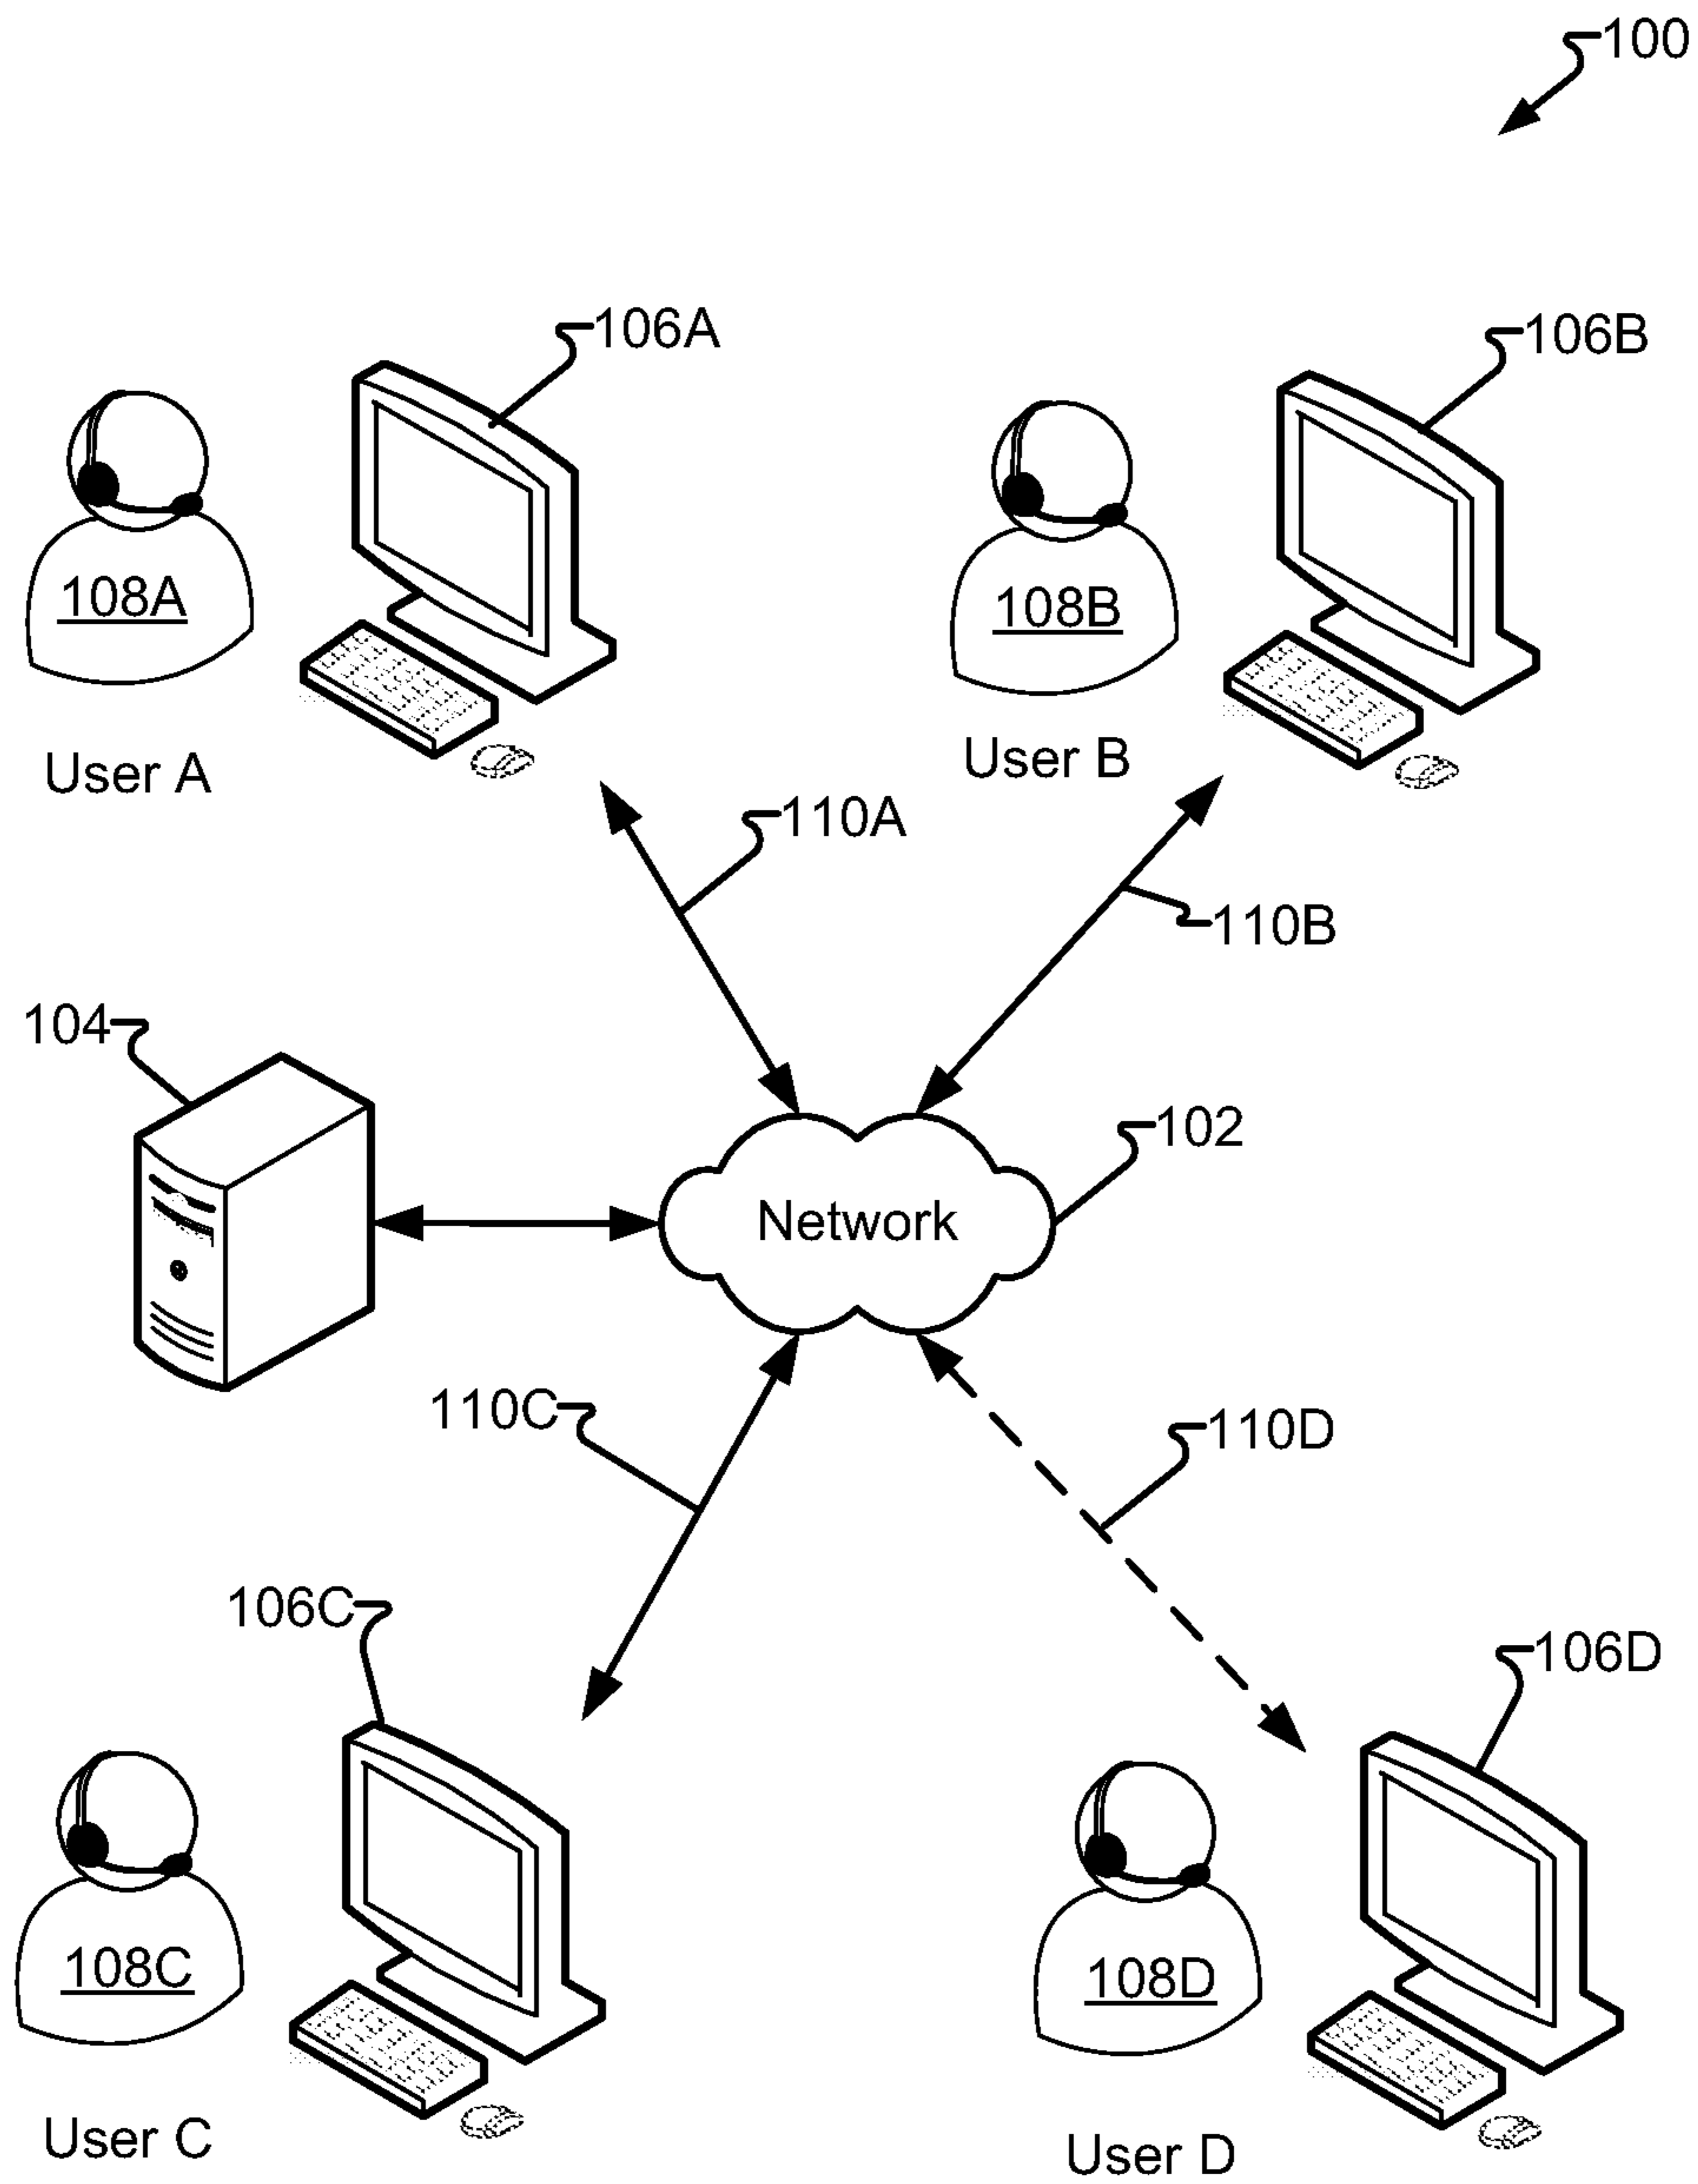 100
106A
106B
108A
108B
User A
User B
110A
110B
104
102
Network
110C
110D
106C
106D
108C
108D
User C
User D